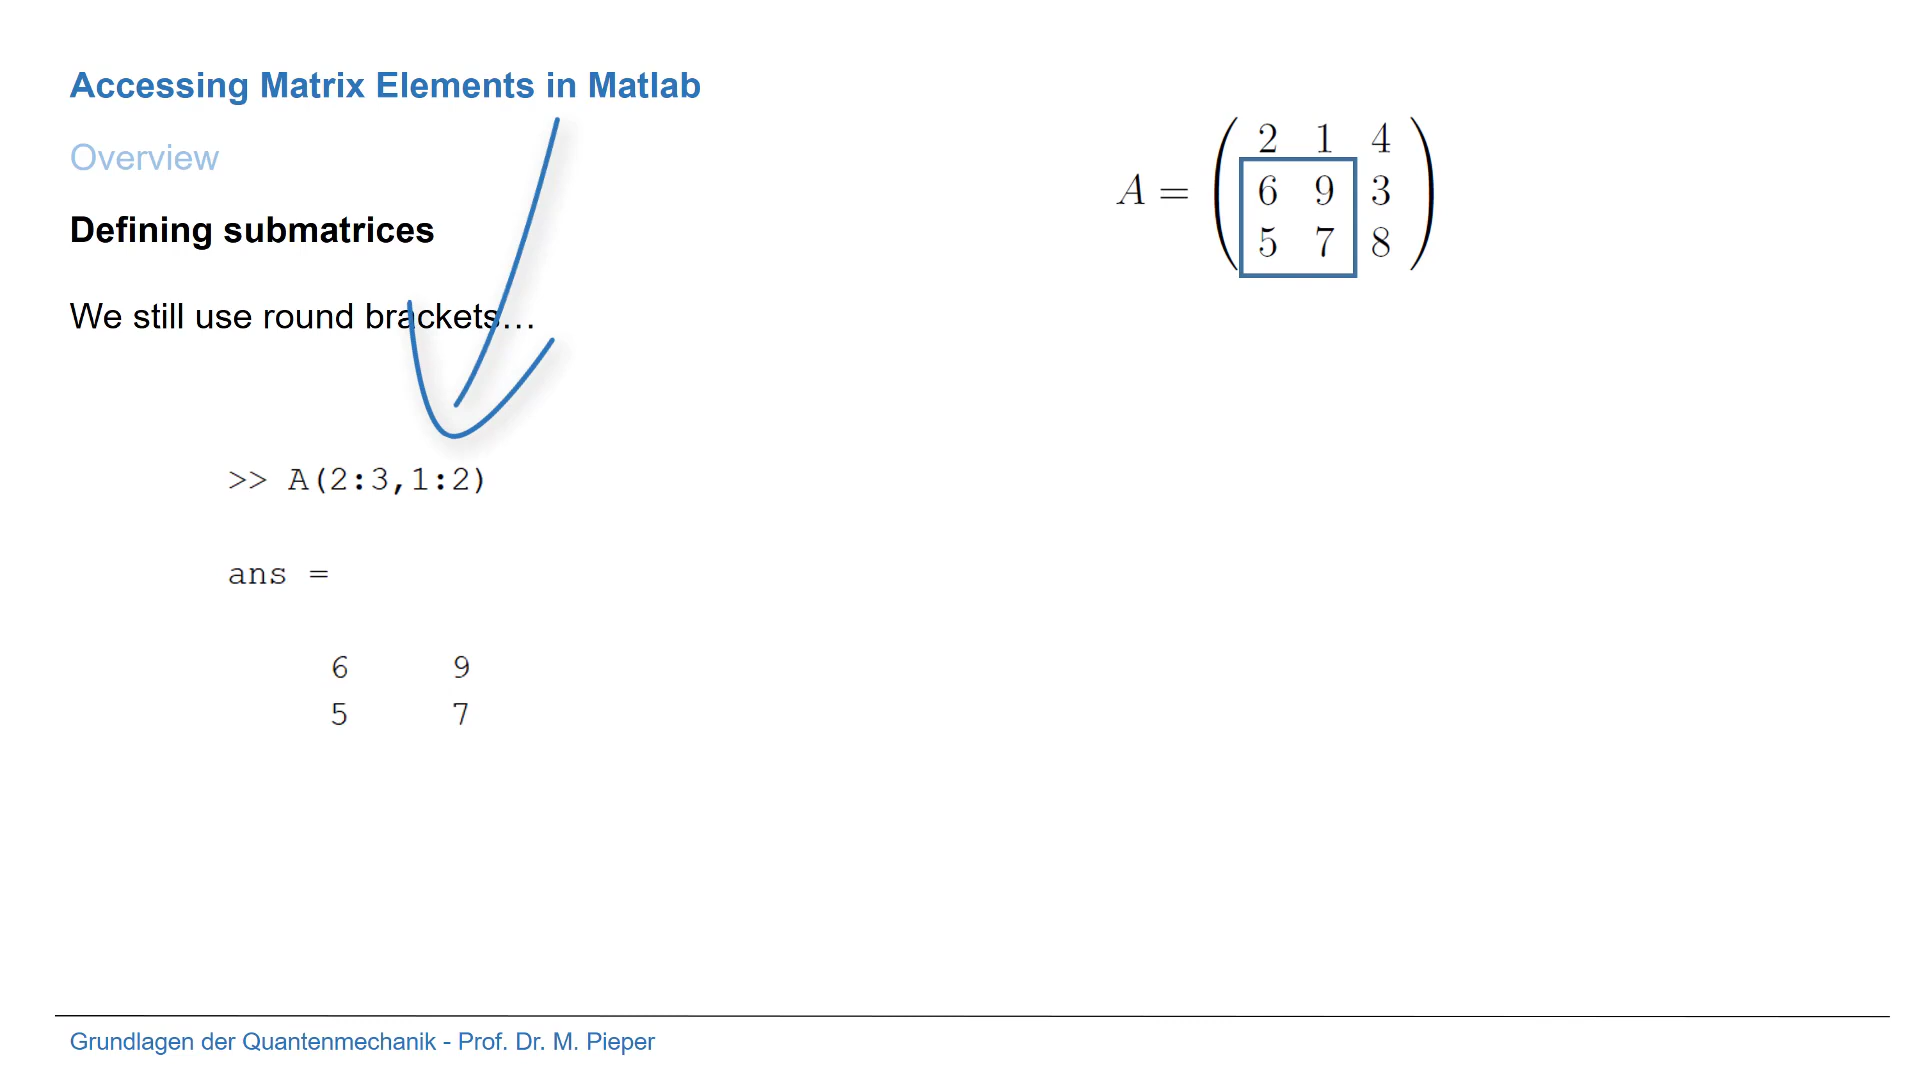 Accessing Matrix Elements in Matlab
Overview
Defining submatrices
We still use round brackets…
A =
2 1 4
6 9 3
5 7 8
>> A(2:3,1:2)
ans =
6 9
5 7
Grundlagen der Quantenmechanik - Prof. Dr. M. Pieper